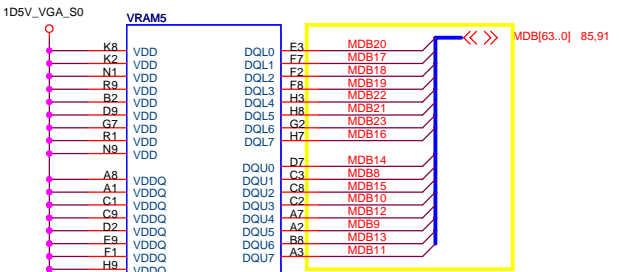 1D5V_VGA_S0
VRAM5
MDB[63..0] 85,91
K8 VDD DQL0 E3 MDB20
K2 VDD DQL1 F7 MDB17
N1 VDD DQL2 F2 MDB18
R9 VDD DQL3 F8 MDB19
B2 VDD DQL4 H3 MDB22
D9 VDD DQL5 H8 MDB21
G7 VDD DQL6 G2 MDB23
R1 VDD DQL7 H7 MDB16
N9 VDD
DQU0 D7 MDB14
A8 VDDQ DQU1 C3 MDB8
A1 VDDQ DQU2 C8 MDB15
C1 VDDQ DQU3 C2 MDB10
C9 VDDQ DQU4 A7 MDB12
D2 VDDQ DQU5 A2 MDB9
E9 VDDQ DQU6 B8 MDB13
F1 VDDQ DQU7 A3 MDB11
H9 VDDQ